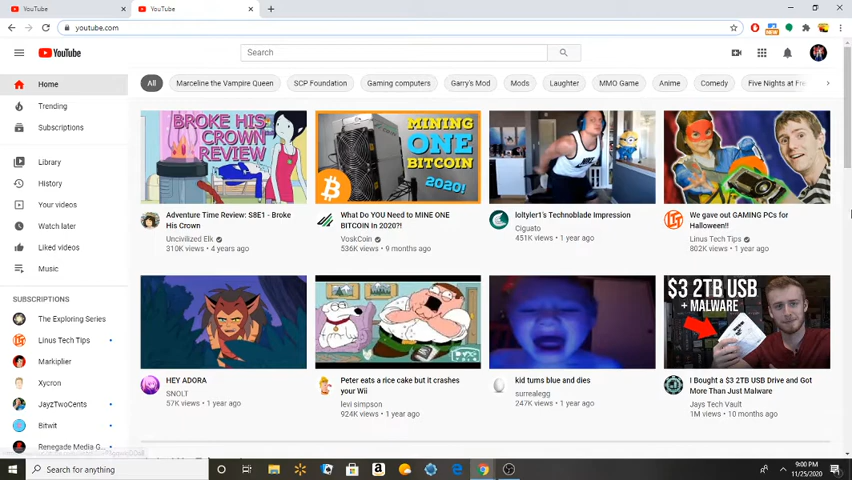 YouTube
YouTube
youtube.com
YouTube
Search
NEW
Home
Trending
Subscriptions
Library
History
Your videos
Watch later
Liked videos
Music
SUBSCRIPTIONS
The Exploring Series
Linus Tech Tips
Markiplier
Xycron
JayzTwoCents
Bitwit
Renegade Media G...
All
Marceline the Vampire Queen
SCP Foundation
Gaming computers
Garry's Mod
Mods
Laughter
MMO Game
Anime
Comedy
Five Nights at Fre
BROKE HIS
CROWN
REVIEW
Adventure Time Review: S8E1 - Broke
His Crown
Uncivilized Elk
310K views • 4 years ago
MINING
ONE
BITCOIN
2020!
What Do YOU Need to MINE ONE
BITCOIN In 2020?!
VoskCoin
536K views • 9 months ago
loltyler1's Technoblade Impression
Ciguato
451K views • 1 year ago
We gave out GAMING PCs for
Halloween!!
Linus Tech Tips
802K views • 1 year ago
HEY ADORA
SNOLT
57K views • 1 year ago
Peter eats a rice cake but it crashes
your Wii
levi simpson
924K views • 1 year ago
kid turns blue and dies
surrealegg
247K views • 1 year ago
$3 2TB USB
+ MALWARE
I Bought a $3 2TB USB Drive and Got
More Than Just Malware
Jays Tech Vault
1M views • 10 months ago
Search for anything
9:00 PM
11/25/2020